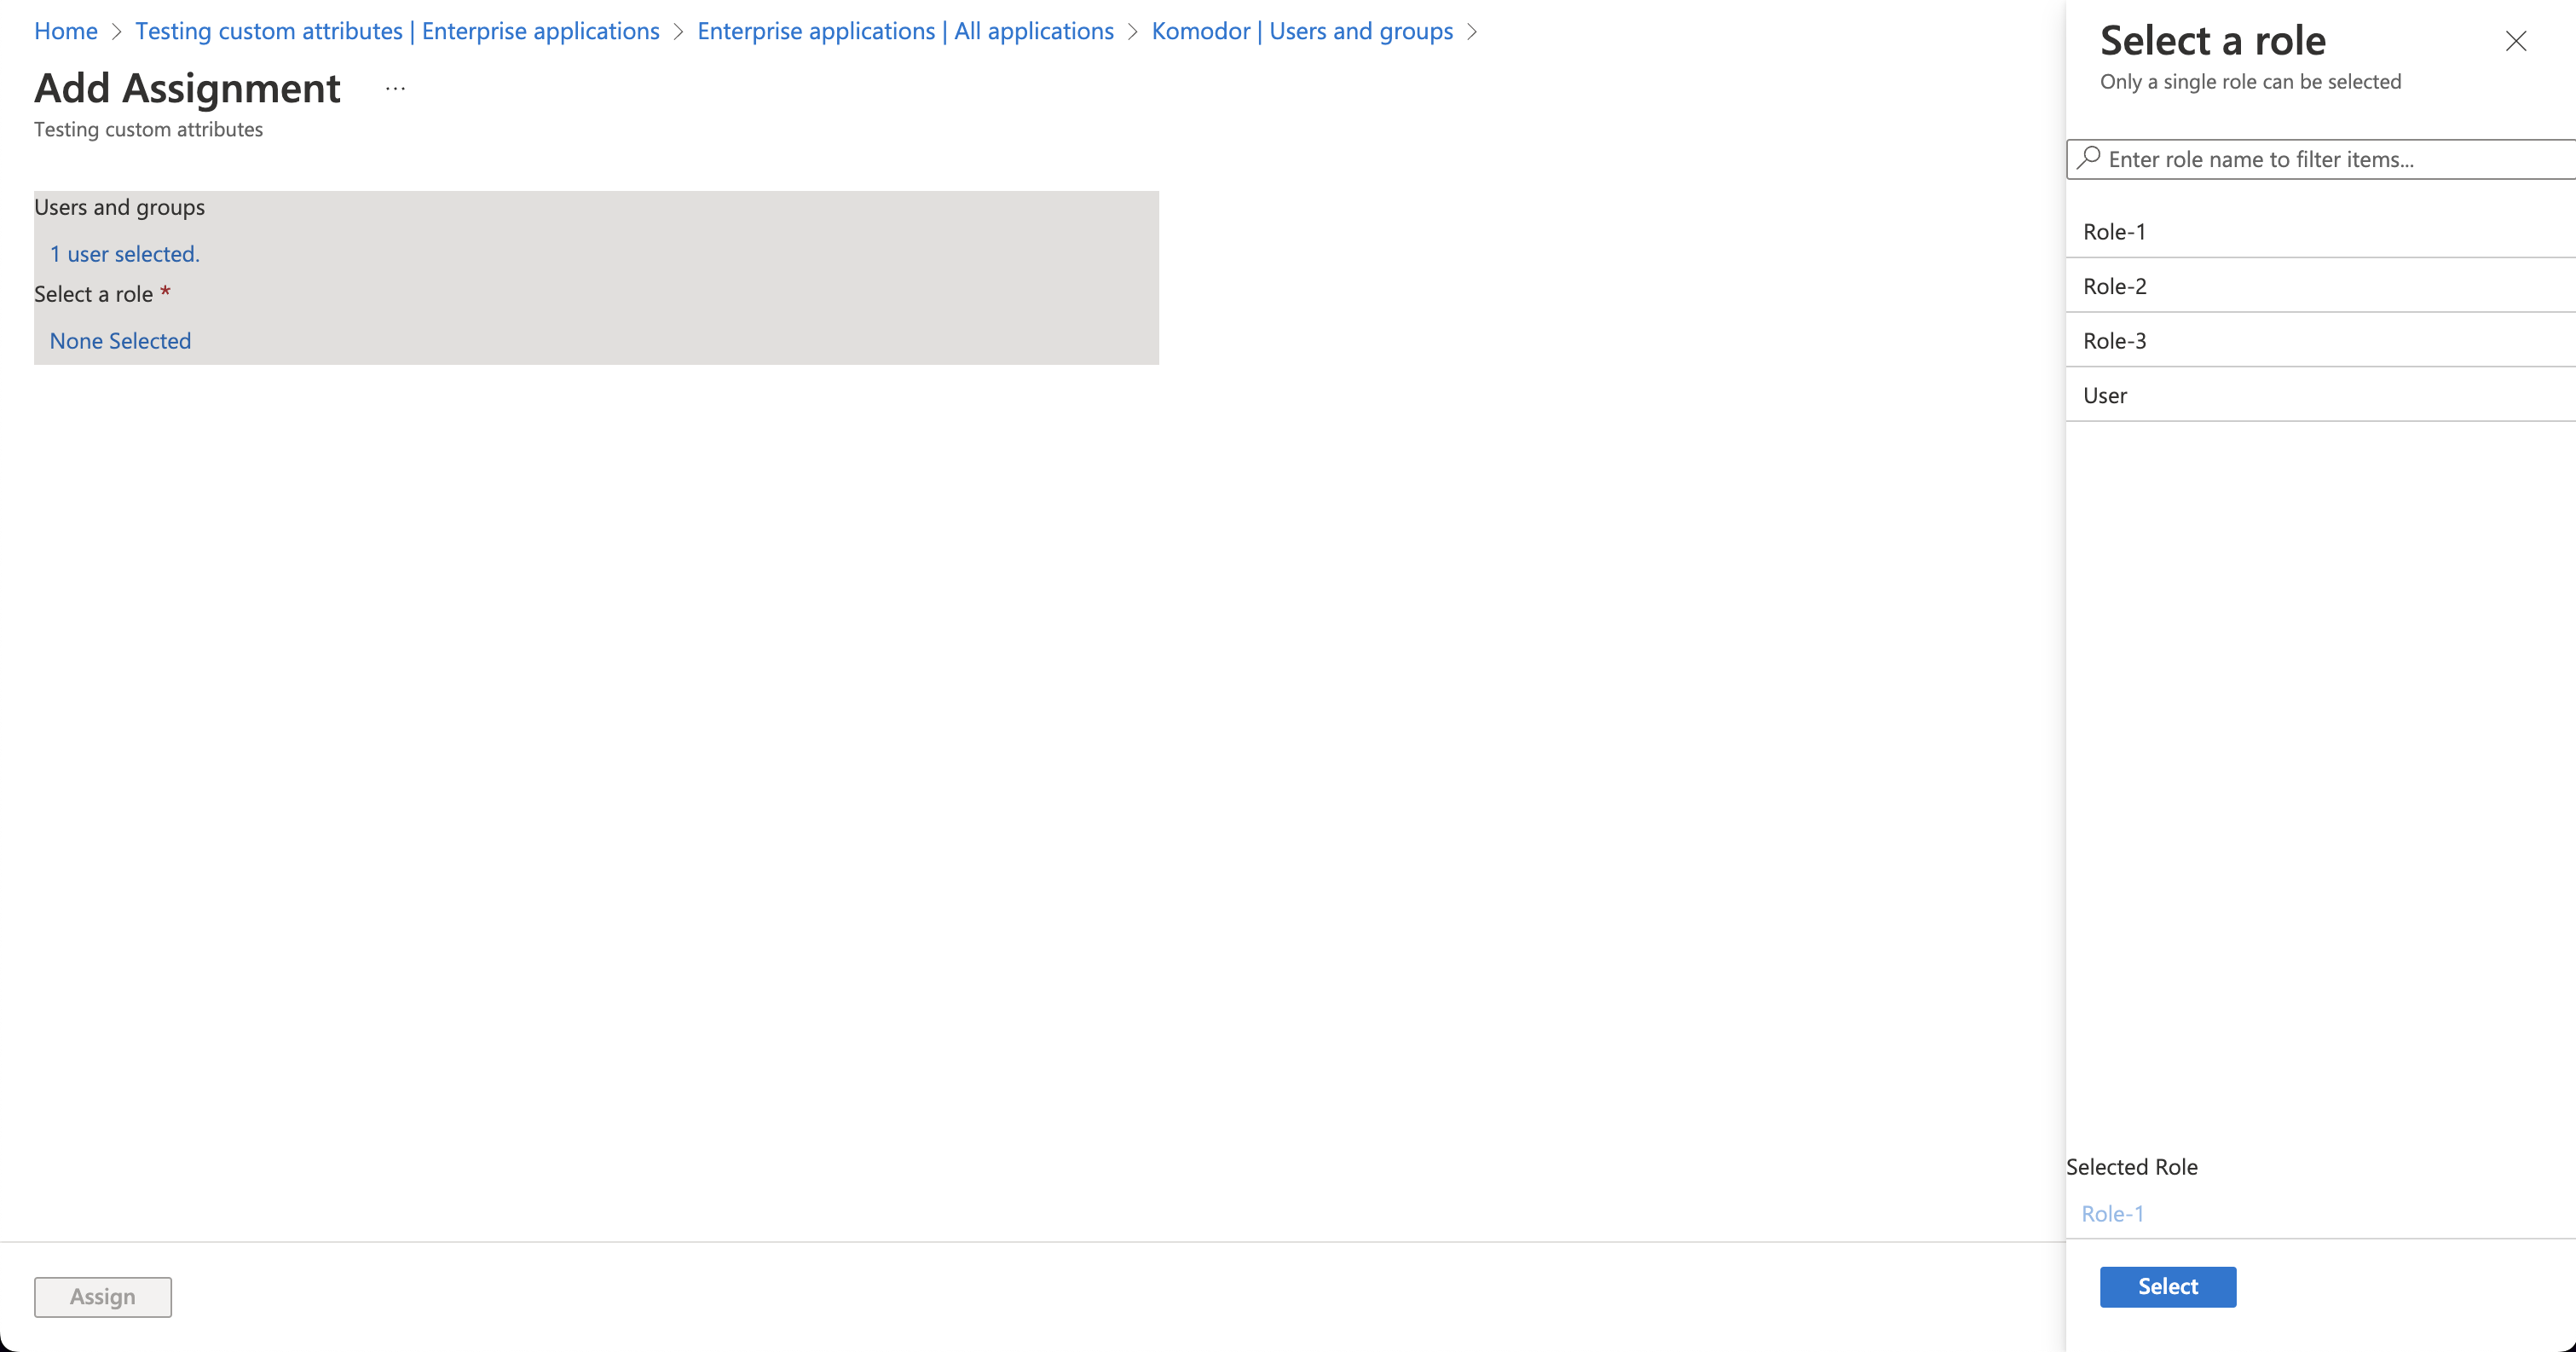 Home > Testing custom attributes | Enterprise applications > Enterprise applications | All applications > Komodor | Users and groups >
Add Assignment ...
Testing custom attributes
Users and groups
1 user selected.
Select a role *
None Selected
Assign
Select a role
Only a single role can be selected
Enter role name to filter items...
Role-1
Role-2
Role-3
User
Selected Role
Role-1
Select